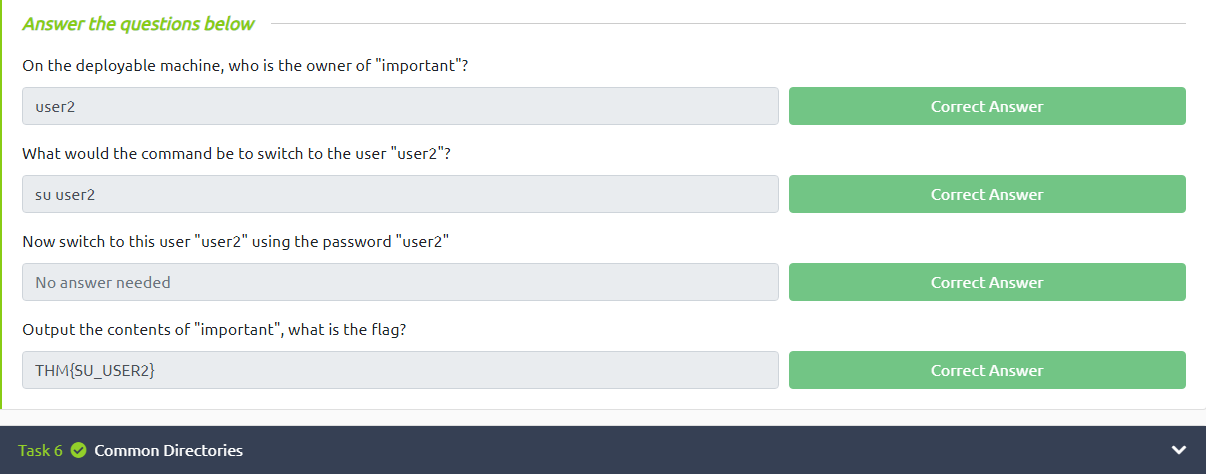 Answer the questions below
On the deployable machine, who is the owner of "important"?
user2
Correct Answer
What would the command be to switch to the user "user2"?
su user2
Correct Answer
Now switch to this user "user2" using the password "user2"
No answer needed
Correct Answer
Output the contents of "important", what is the flag?
THM{SU_USER2}
Correct Answer
Task 6 Common Directories